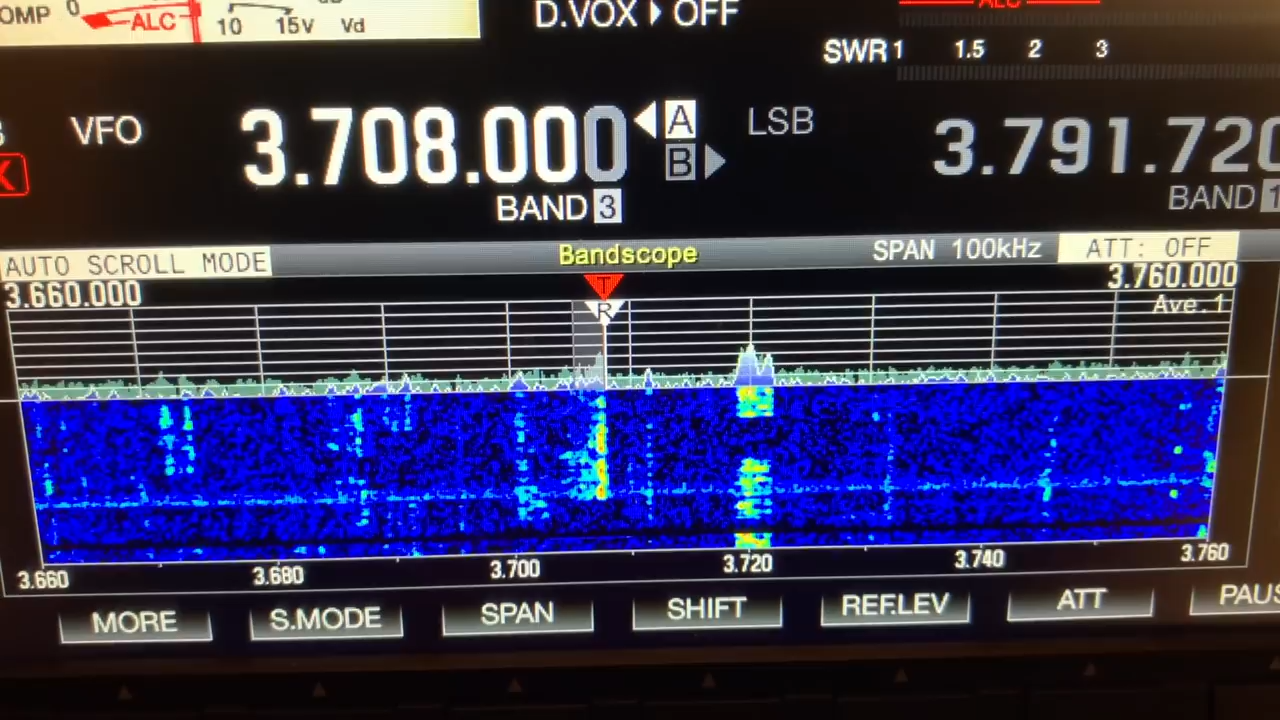 OMP 0 ALC 10 15V Vd
D.VOX OFF
ALC
SWR 1 1.5 2 3
VFO 3.708.000 A LSB 3.791.720
B
BAND 3 BAND 1
AUTO SCROLL MODE Bandscope SPAN 100kHz ATT: OFF
3.660.000 T 3.760.000
R Ave.1
3.660 3.680 3.700 3.720 3.740 3.760
MORE S.MODE SPAN SHIFT REF.LEV ATT PAUS